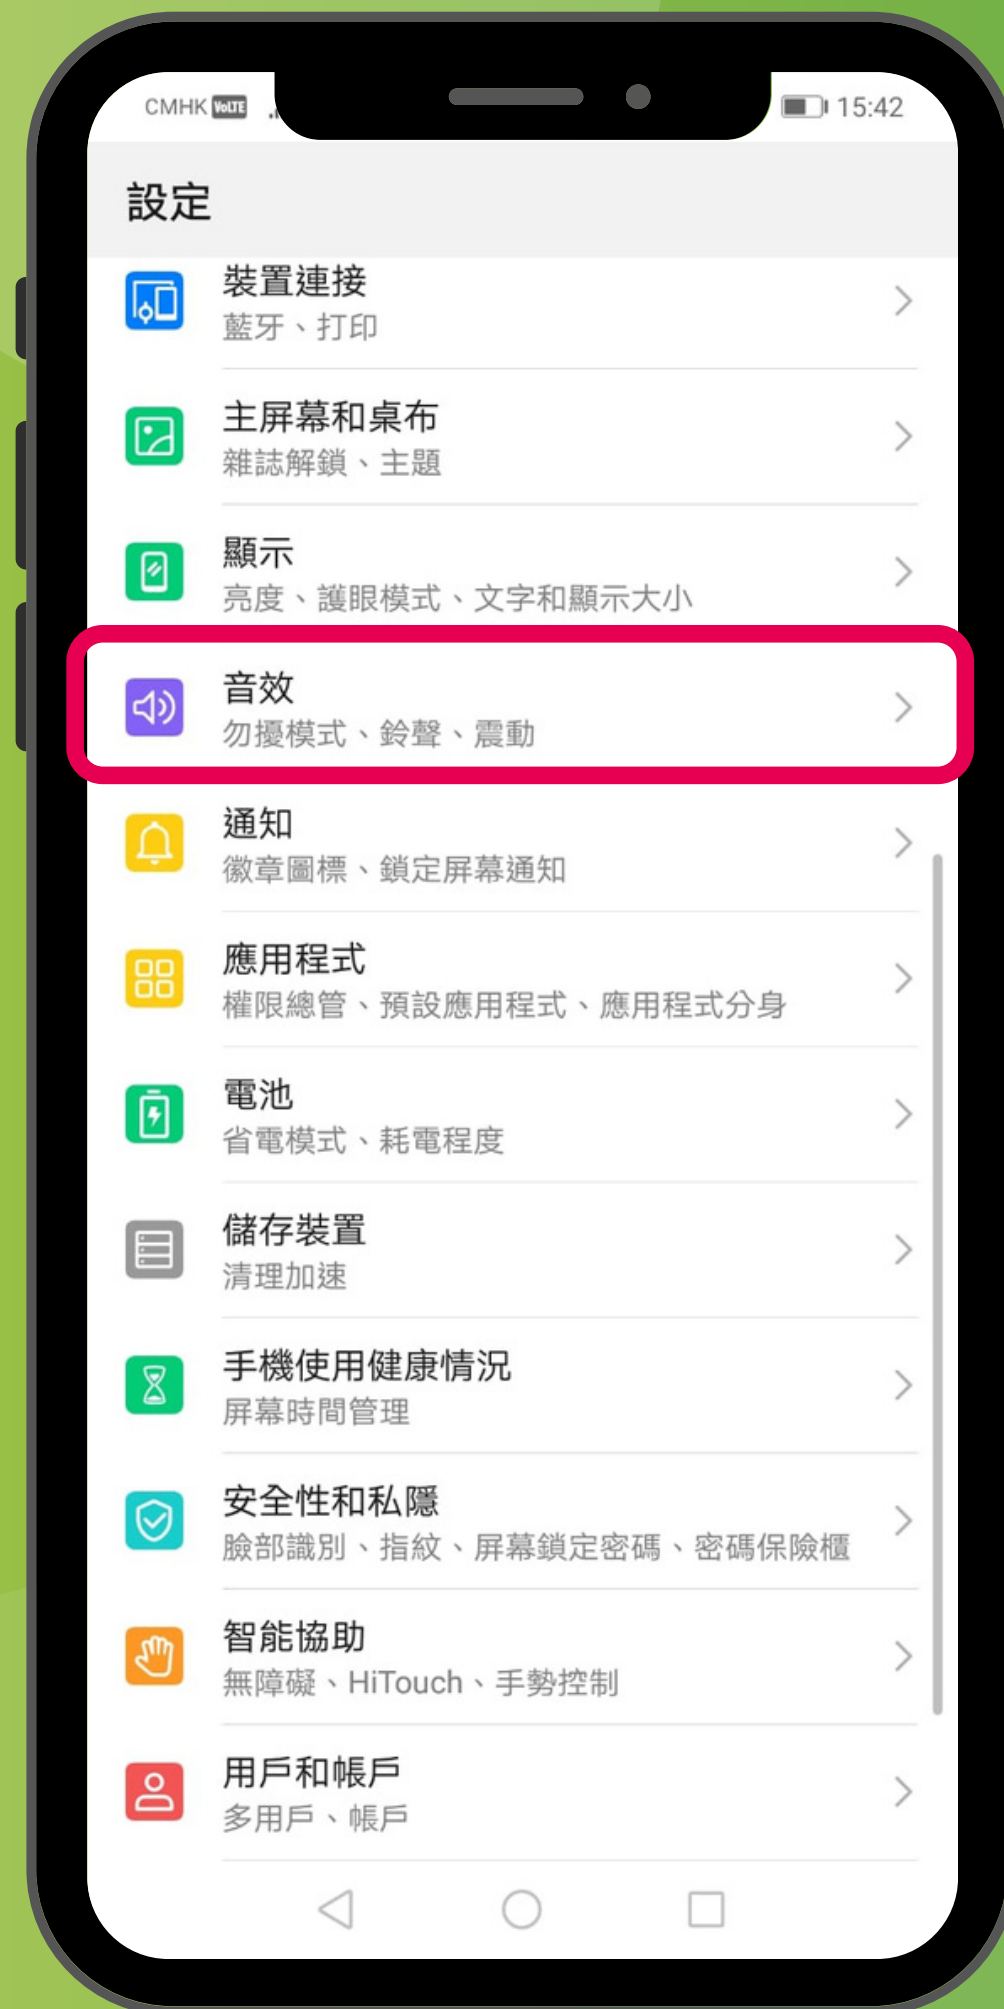 CMHK VoLTE 15:42
設定
裝置連接
藍牙、打印
主屏幕和桌布
雜誌解鎖、主題
顯示
亮度、護眼模式、文字和顯示大小
音效
勿擾模式、鈴聲、震動
通知
徽章圖標、鎖定屏幕通知
應用程式
權限總管、預設應用程式、應用程式分身
電池
省電模式、耗電程度
儲存裝置
清理加速
手機使用健康情況
屏幕時間管理
安全性和私隱
臉部識別、指紋、屏幕鎖定密碼、密碼保險櫃
智能協助
無障礙、HiTouch、手勢控制
用戶和帳戶
多用戶、帳戶